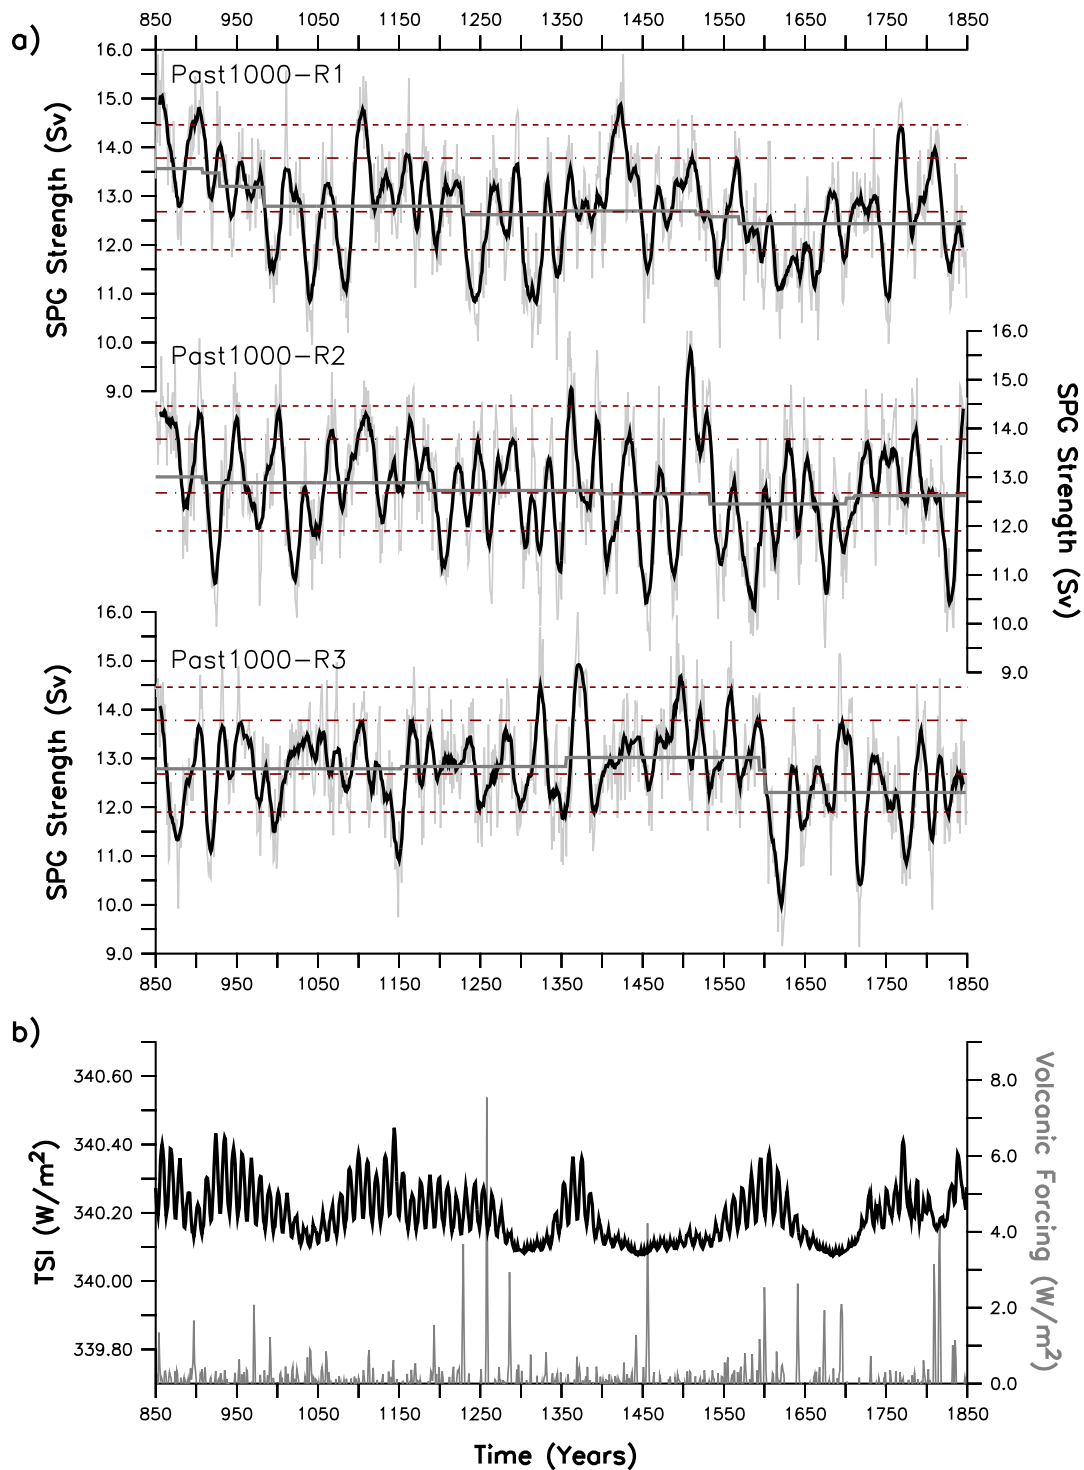 850 950 1050 1150 1250 1350 1450 1550 1650 1750 1850
a)
16.0
Past1000-R1
15.0
14.0
13.0
12.0
11.0
10.0
9.0
SPG Strength (Sv)
Past1000-R2
16.0
15.0
14.0
13.0
12.0
11.0
10.0
9.0
SPG Strength (Sv)
16.0
Past1000-R3
15.0
14.0
13.0
12.0
11.0
10.0
9.0
SPG Strength (Sv)
850 950 1050 1150 1250 1350 1450 1550 1650 1750 1850
b)
340.60
340.40
340.20
340.00
339.80
TSI (W/m²)
8.0
6.0
4.0
2.0
0.0
Volcanic Forcing (W/m²)
850 950 1050 1150 1250 1350 1450 1550 1650 1750 1850
Time (Years)